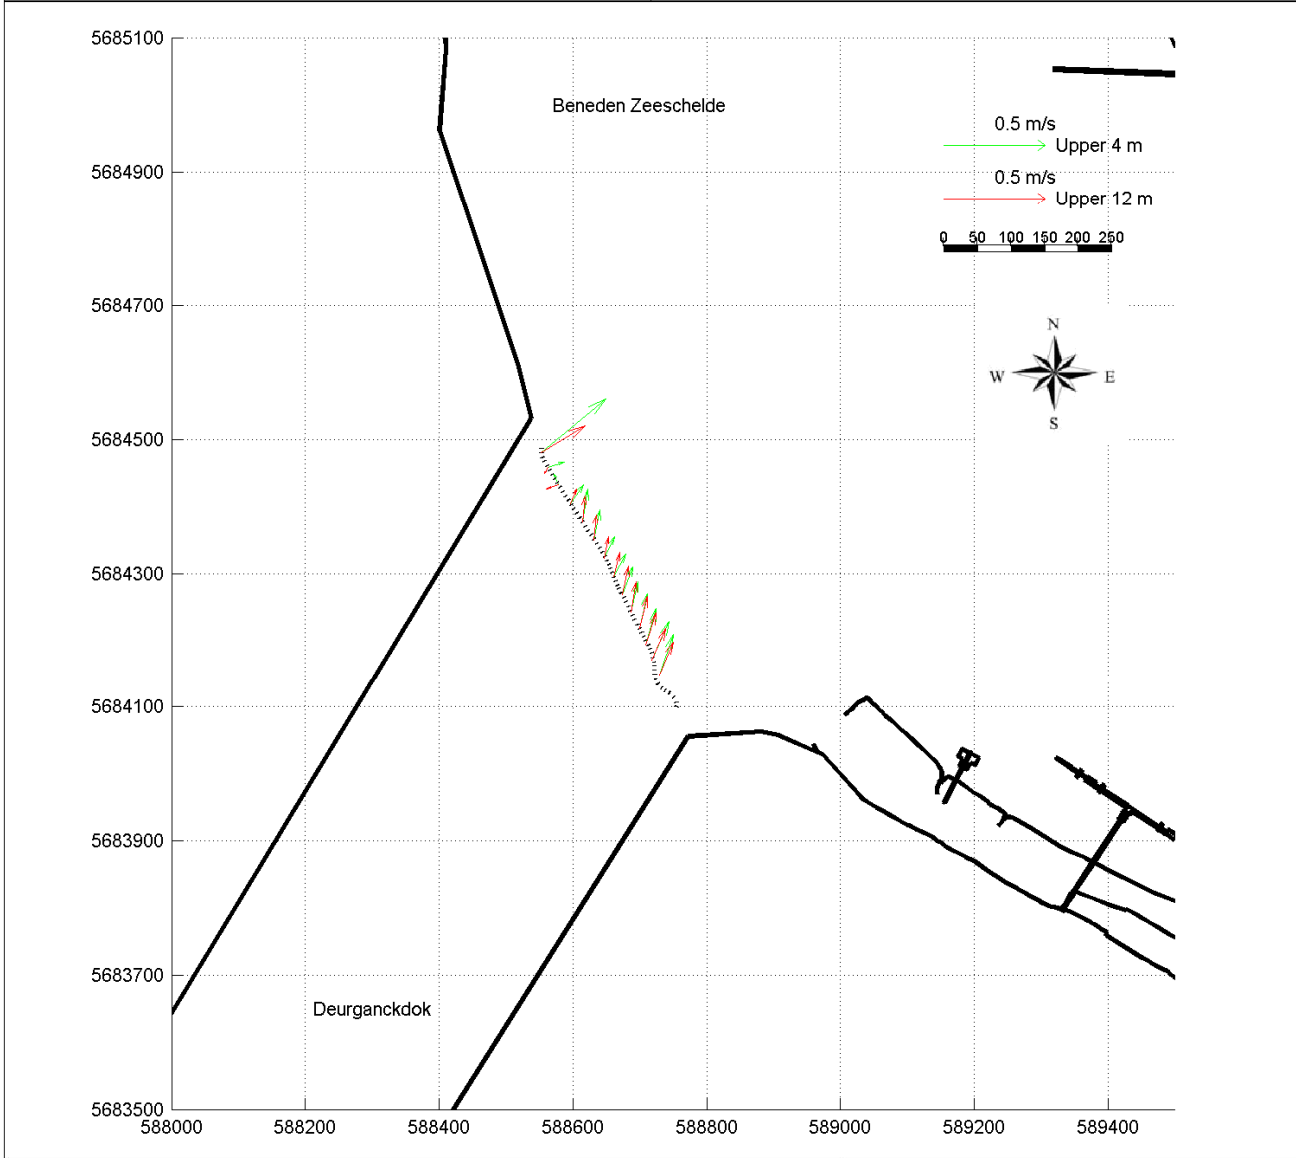 5685100
Beneden Zeeschelde
0.5 m/s
Upper 4 m
5684900
0.5 m/s
Upper 12 m
0 50 100 150 200 250
5684700
N
W E
S
5684500
5684300
5684100
5683900
5683700
Deurganckdok
5683500
588000 588200 588400 588600 588800 589000 589200 589400